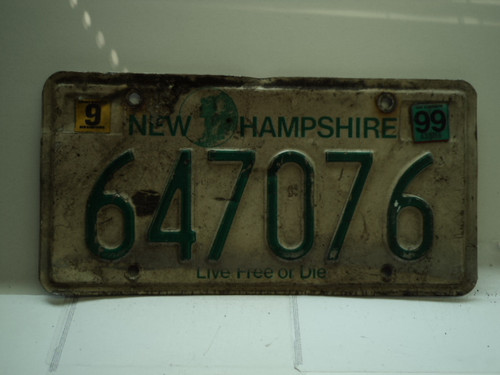 9
NEW HAMPSHIRE 99
647076
Live Free or Die